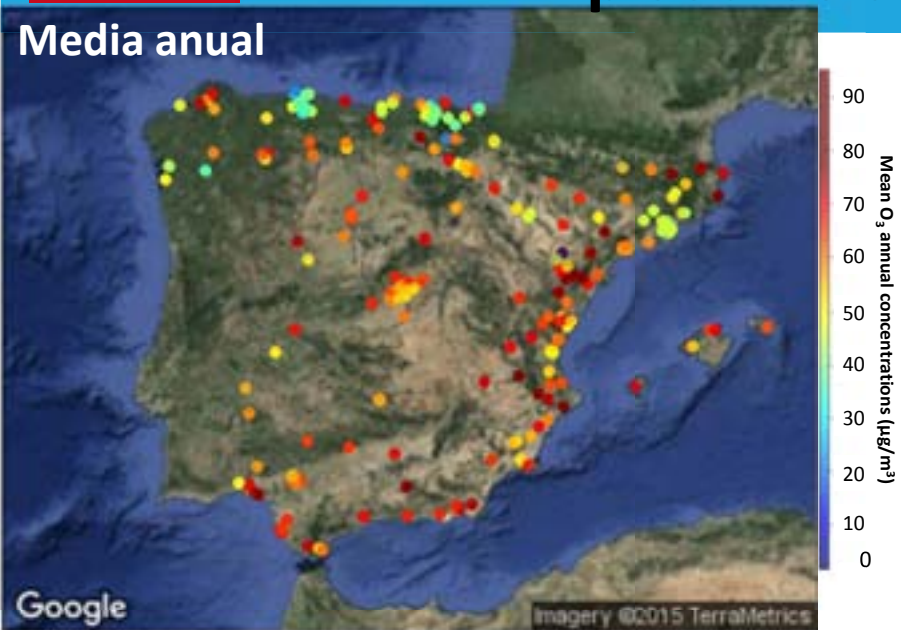 Media anual
90
80
70
60
50
40
30
20
10
0
Mean O₃ annual concentrations (µg/m³)
Google
Imagery ©2015 TerraMetrics